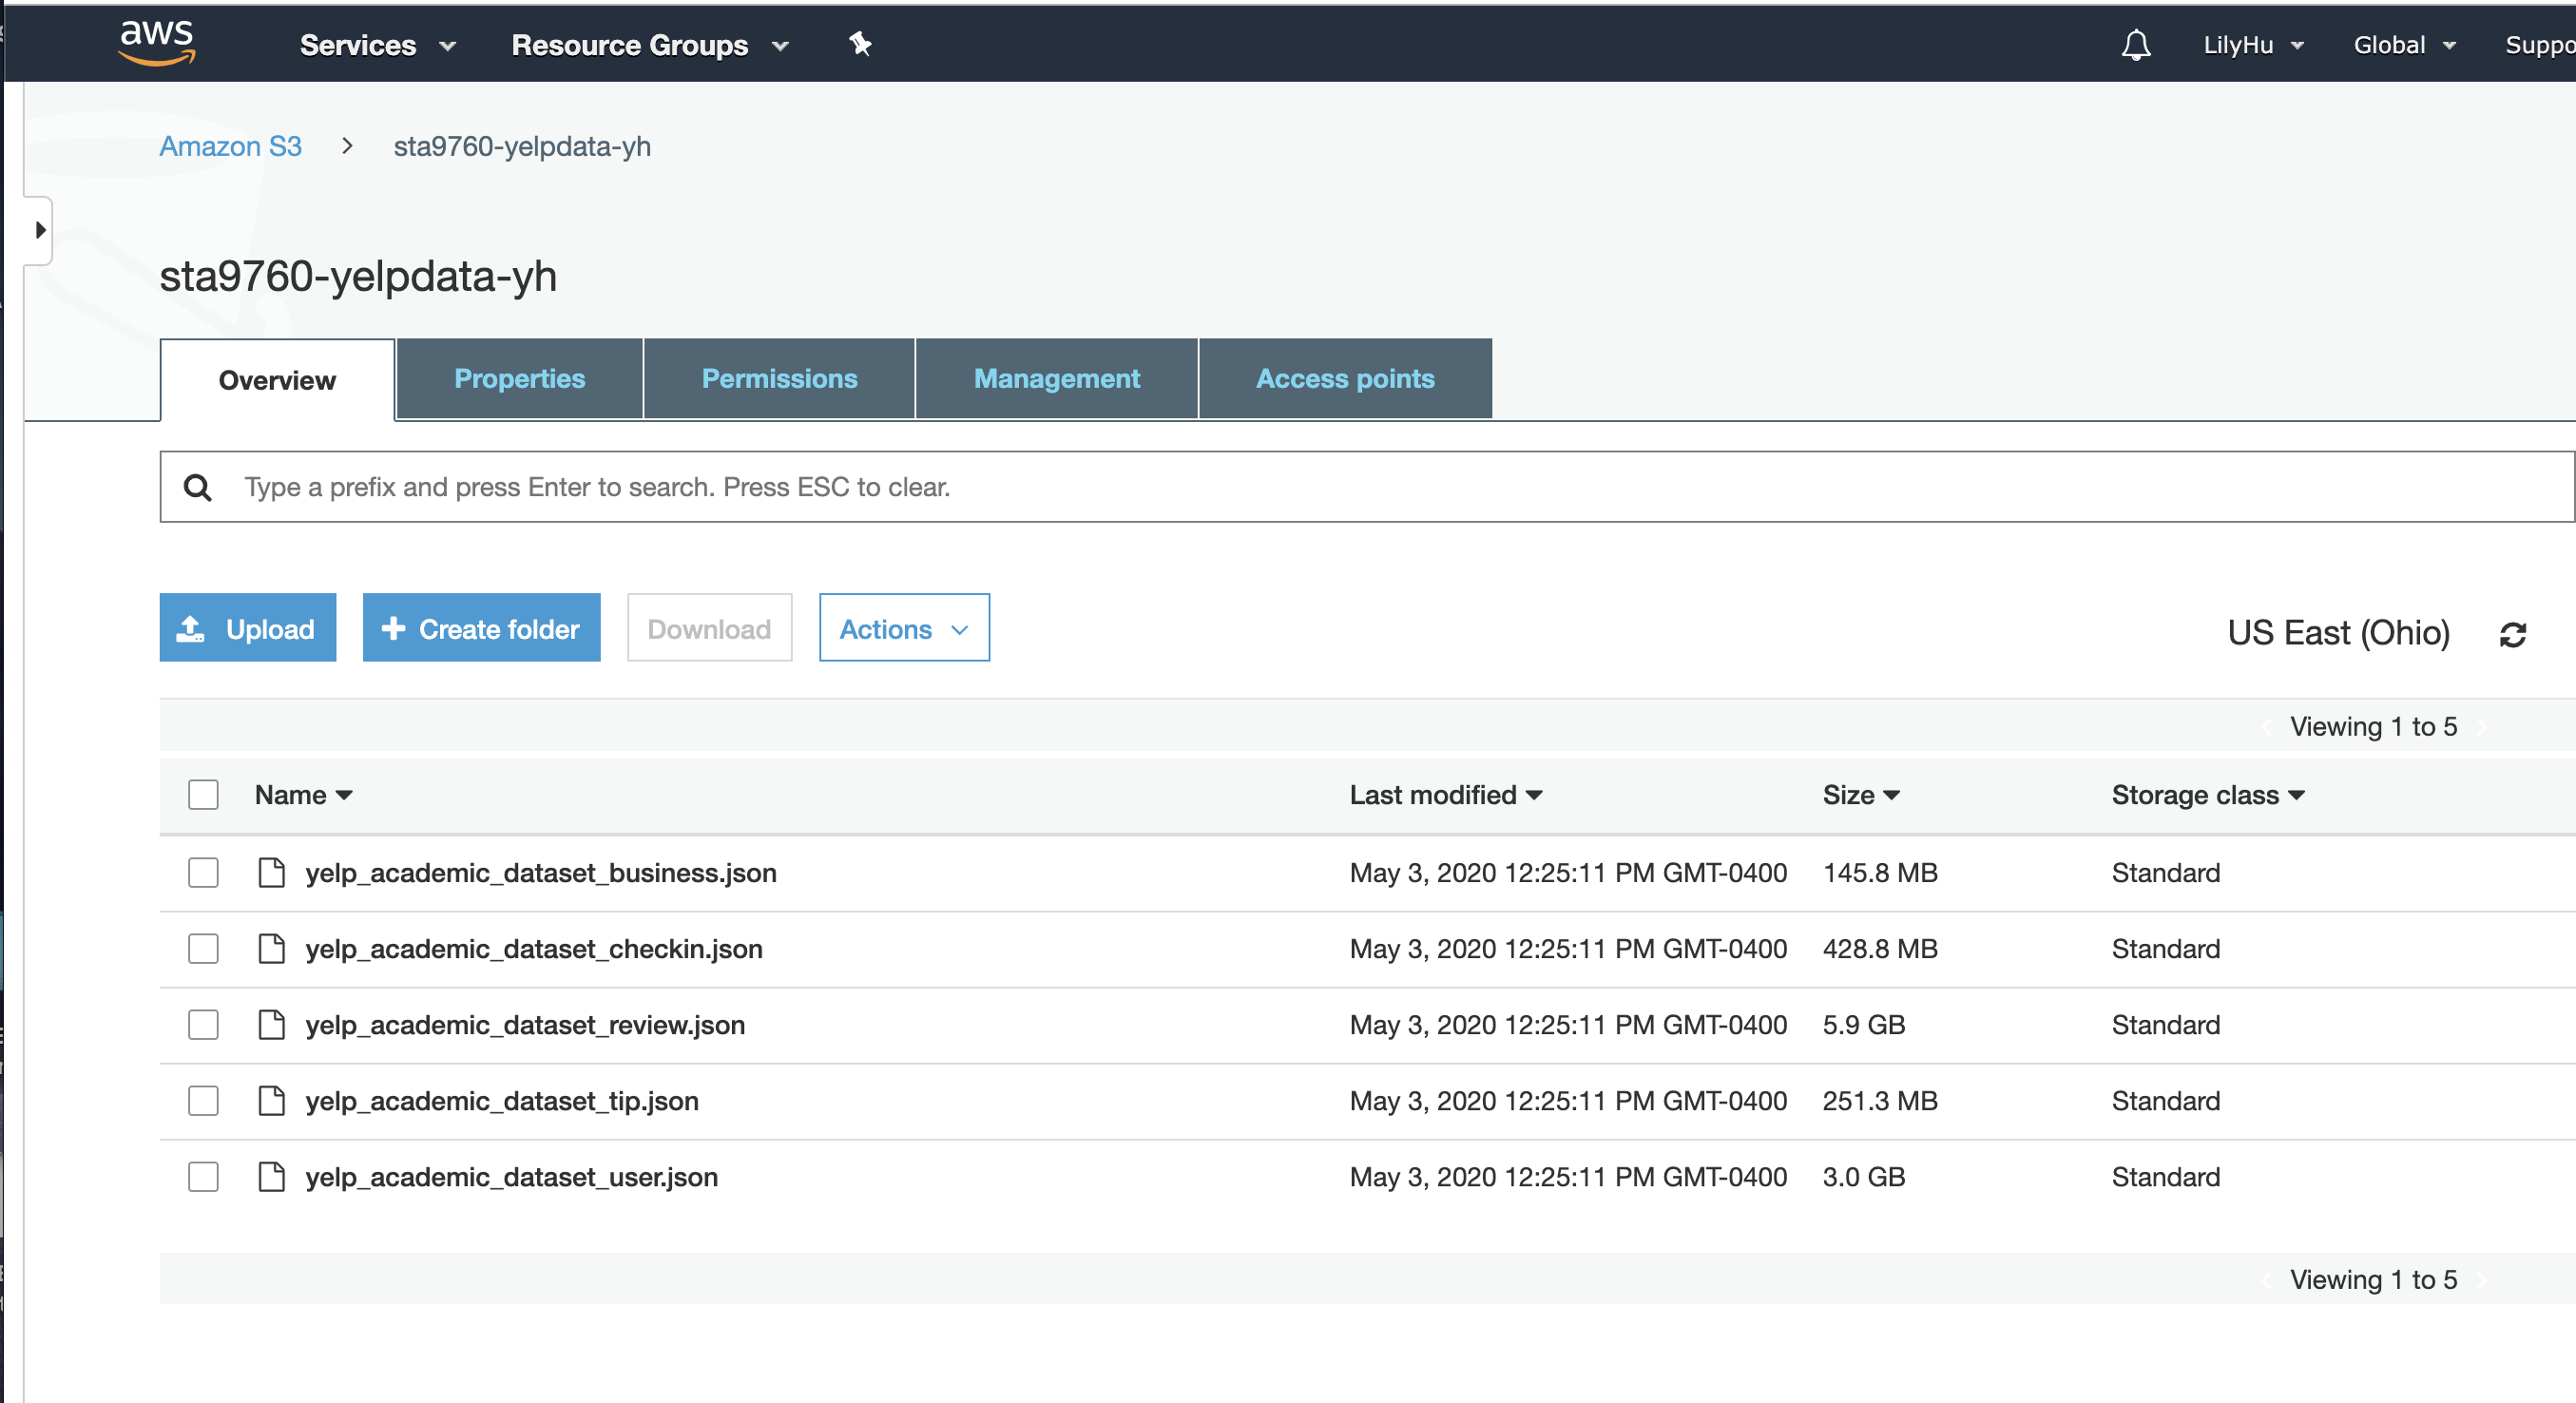 aws Services Resource Groups LilyHu Global Suppo
Amazon S3 > sta9760-yelpdata-yh
sta9760-yelpdata-yh
Overview Properties Permissions Management Access points
Type a prefix and press Enter to search. Press ESC to clear.
Upload + Create folder Download Actions US East (Ohio)
Viewing 1 to 5
Name Last modified Size Storage class
yelp_academic_dataset_business.json May 3, 2020 12:25:11 PM GMT-0400 145.8 MB Standard
yelp_academic_dataset_checkin.json May 3, 2020 12:25:11 PM GMT-0400 428.8 MB Standard
yelp_academic_dataset_review.json May 3, 2020 12:25:11 PM GMT-0400 5.9 GB Standard
yelp_academic_dataset_tip.json May 3, 2020 12:25:11 PM GMT-0400 251.3 MB Standard
yelp_academic_dataset_user.json May 3, 2020 12:25:11 PM GMT-0400 3.0 GB Standard
Viewing 1 to 5